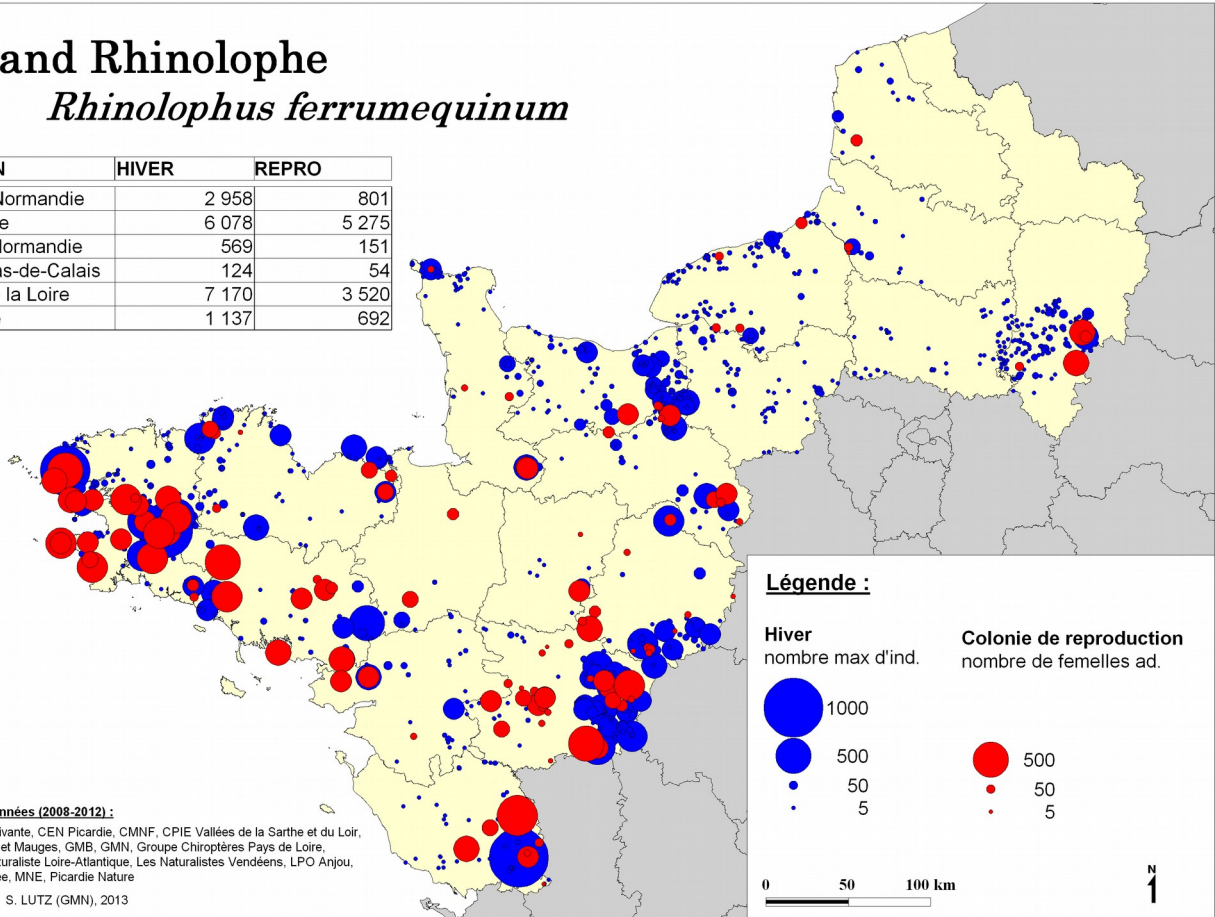 and Rhinolophe
Rhinolophus ferrumequinum
N HIVER REPRO
Normandie 2 958 801
e 6 078 5 275
Normandie 569 151
as-de-Calais 124 54
la Loire 7 170 3 520
1 137 692
Légende :
Hiver
nombre max d'ind.
1000
500
50
5
Colonie de reproduction
nombre de femelles ad.
500
50
5
0 50 100 km
N
nnées (2008-2012) :
ivante, CEN Picardie, CMNF, CPIE Vallées de la Sarthe et du Loir,
et Mauges, GMB, GMN, Groupe Chiroptères Pays de Loire,
turaliste Loire-Atlantique, Les Naturalistes Vendéens, LPO Anjou,
ée, MNE, Picardie Nature
S. LUTZ (GMN), 2013